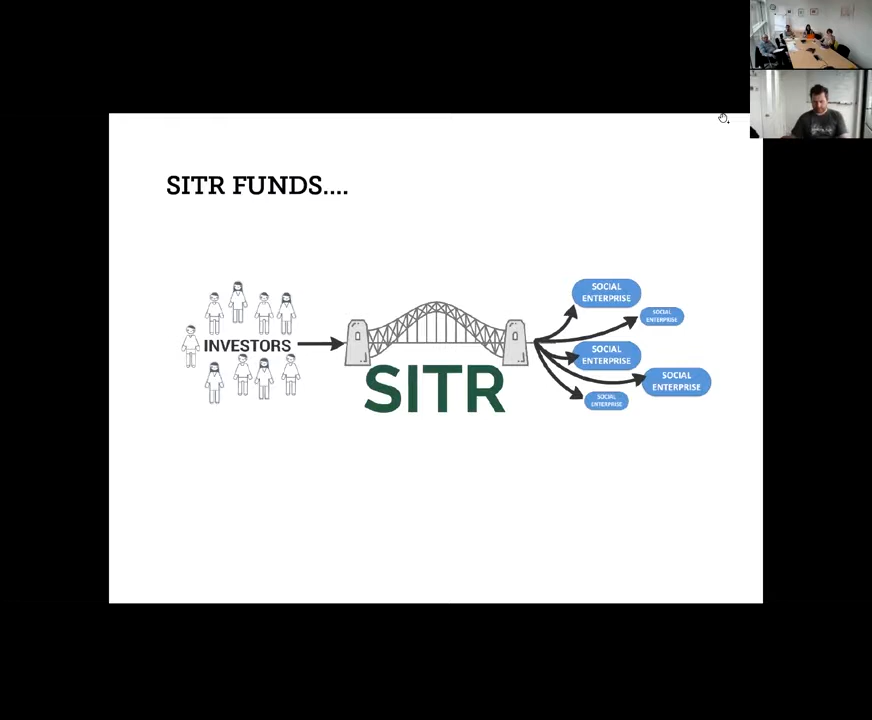 SITR FUNDS....
INVESTORS
SITR
SOCIAL
ENTERPRISE
SOCIAL
ENTERPRISE
SOCIAL
ENTERPRISE
SOCIAL
ENTERPRISE
SOCIAL
ENTERPRISE